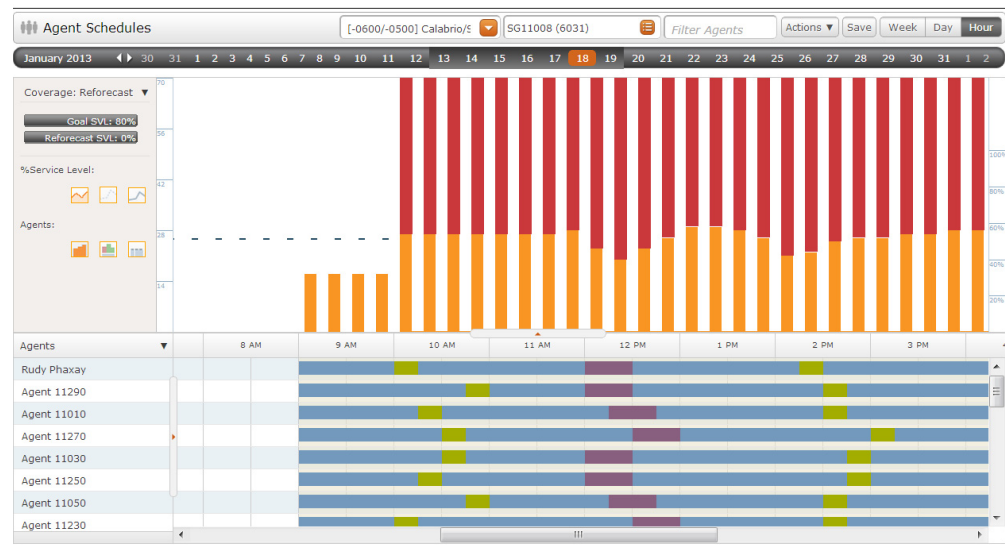 Agent Schedules [-0600/-0500] Calabrio/S SG11008 (6031) Filter Agents Actions ▼ Save Week Day Hour
January 2013 30 31 1 2 3 4 5 6 7 8 9 10 11 12 13 14 15 16 17 18 19 20 21 22 23 24 25 26 27 28 29 30 31 1 2
Coverage: Reforecast ▼
Goal SVL: 80%
Reforecast SVL: 0%
%Service Level:
Agents:
70
56
42
28
14
100%
80%
60%
40%
20%
Agents ▼ 8 AM 9 AM 10 AM 11 AM 12 PM 1 PM 2 PM 3 PM
Rudy Phaxay
Agent 11290
Agent 11010
Agent 11270
Agent 11030
Agent 11250
Agent 11050
Agent 11230